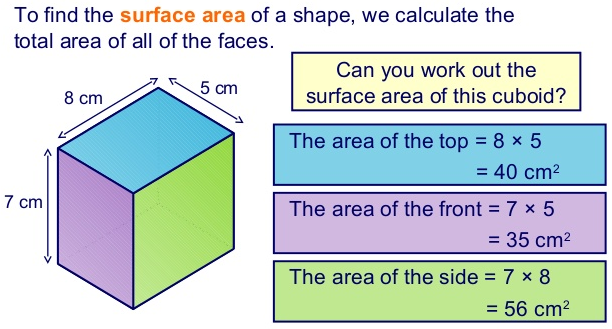 To find the surface area of a shape, we calculate the
total area of all of the faces.
8 cm
5 cm
7 cm
Can you work out the
surface area of this cuboid?
The area of the top = 8 × 5
= 40 cm²
The area of the front = 7 × 5
= 35 cm²
The area of the side = 7 × 8
= 56 cm²